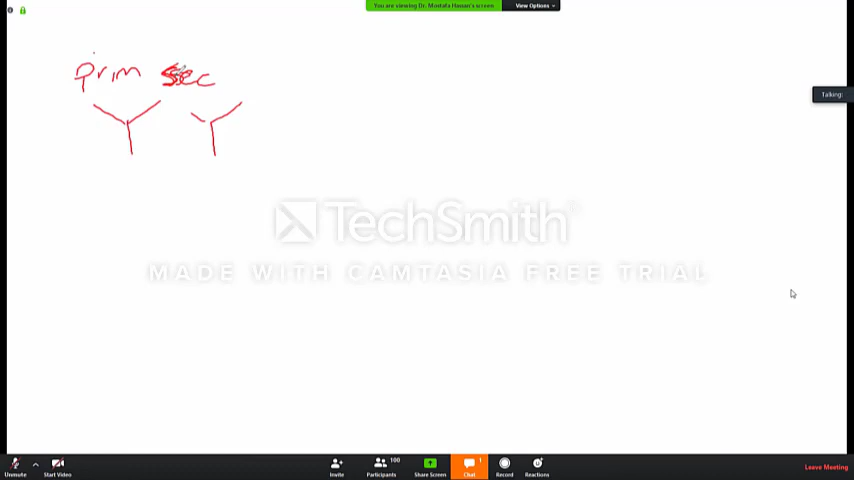 You are viewing Dr. Mostafa Hassan's screen View Options
Talking:
prim sec
TechSmith
MADE WITH CAMTASIA FREE TRIAL
Unmute Start Video Invite Participants 100 Share Screen Chat 1 Record Reactions Leave Meeting